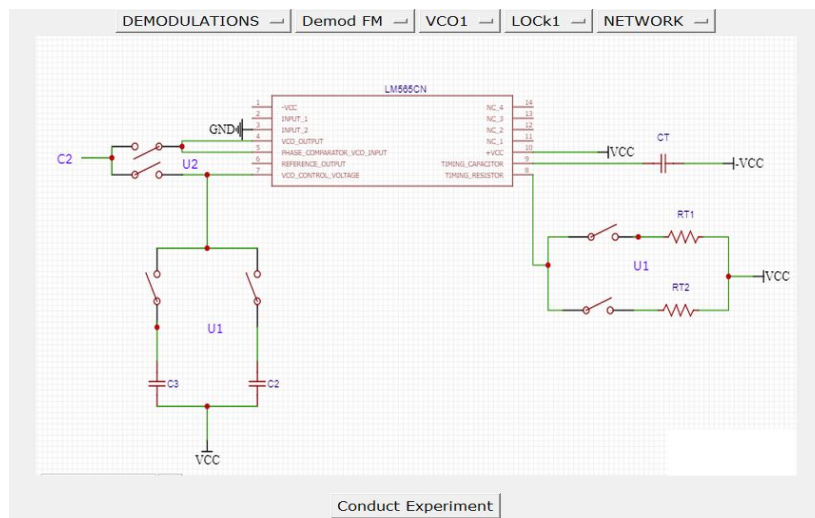 DEMODULATIONS Demod FM VCO1 LOCk1 NETWORK
LM565CN
1 -VCC NC_4 14
2 INPUT_1 NC_3 13
GND 3 INPUT_2 NC_2 12
4 VCO_OUTPUT NC_1 11
5 PHASE_COMPARATOR_VCO_INPUT +VCC 10 VCC
6 REFERENCE_OUTPUT TIMING_CAPACITOR 9
7 VCO_CONTROL_VOLTAGE TIMING_RESISTOR 8
CT
-VCC
C2
U2
RT1
U1
VCC
RT2
U1
C3 C2
VCC
Conduct Experiment